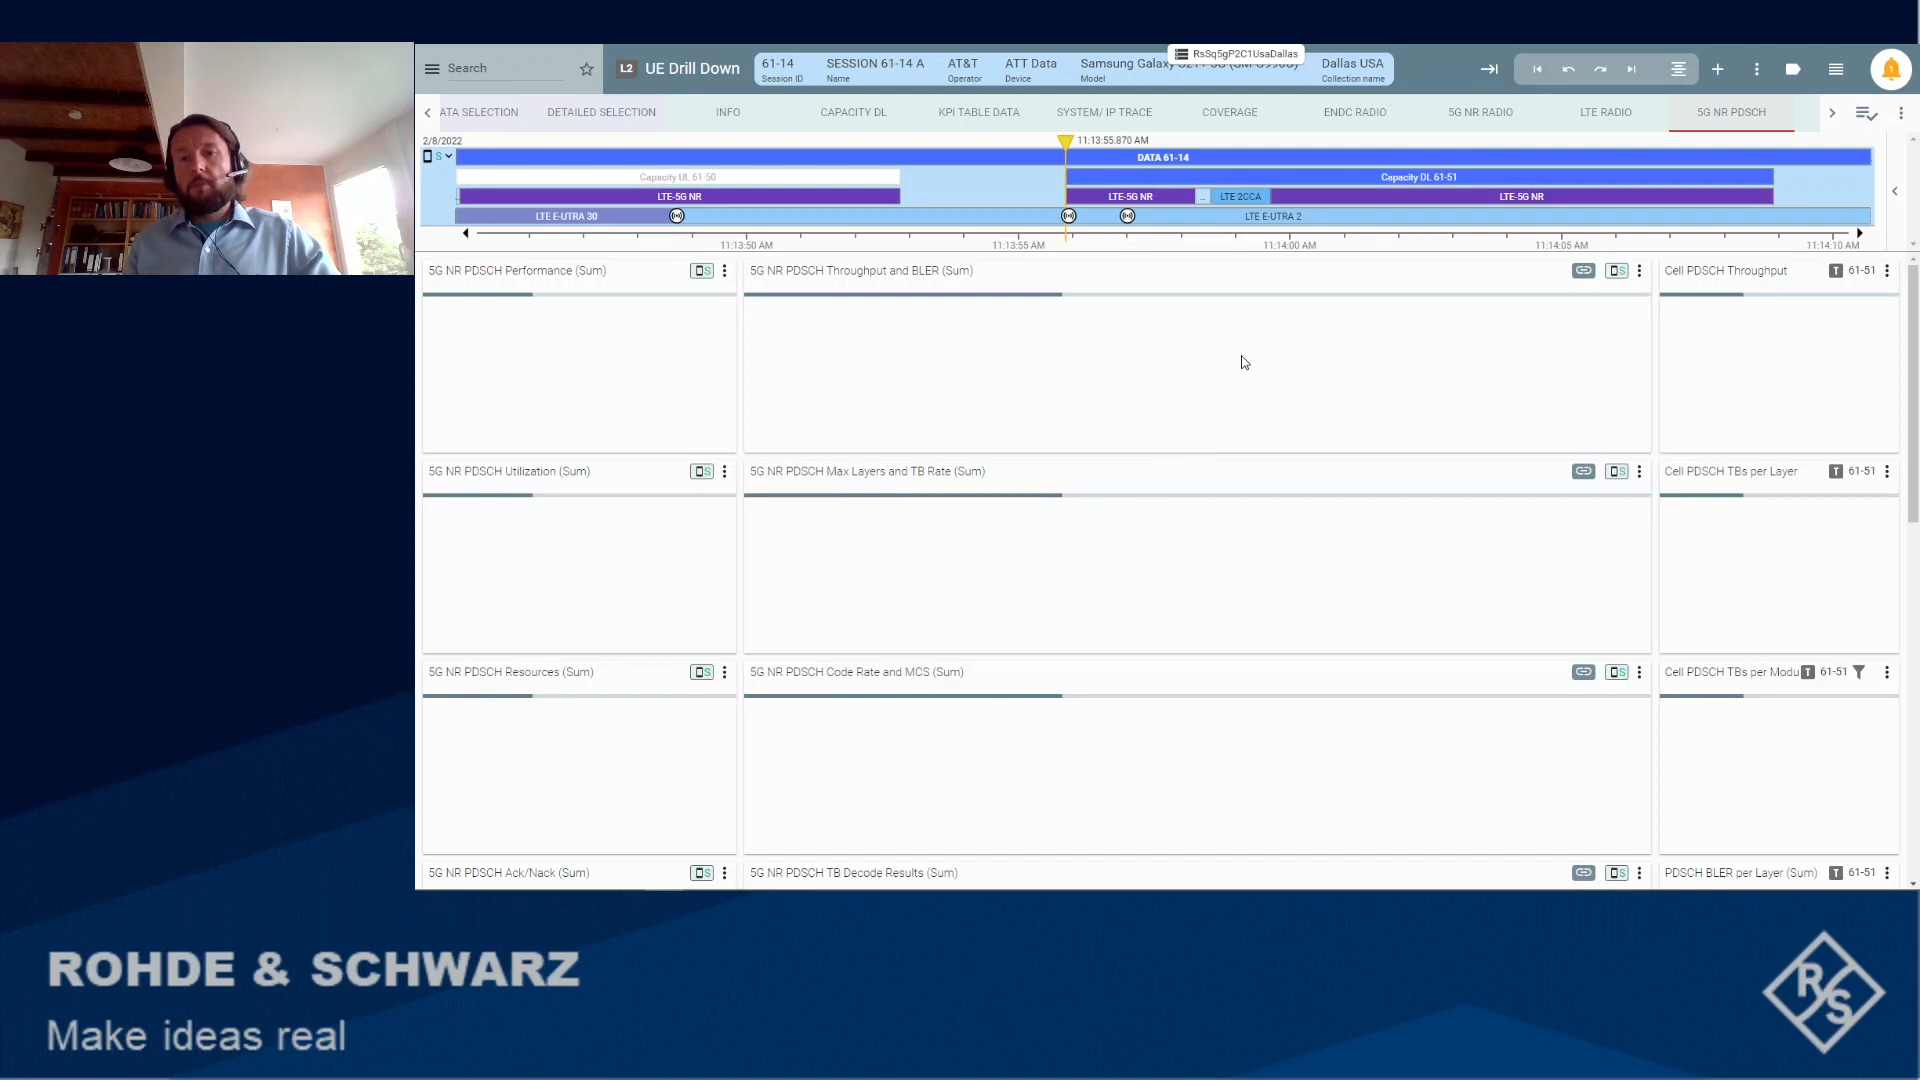 RsSq5gP2C1UsaDallas
Search
L2 UE Drill Down
61-14 SESSION 61-14 A AT&T ATT Data Samsung Galaxy Dallas USA
Session ID Name Operator Device Model Collection name
1
ATA SELECTION DETAILED SELECTION INFO CAPACITY DL KPI TABLE DATA SYSTEM/ IP TRACE COVERAGE ENDC RADIO 5G NR RADIO LTE RADIO 5G NR PDSCH
2/8/2022 11:13:55.870 AM
S DATA 61-14
Capacity UL 61-50 Capacity DL 61-51
LTE-5G NR LTE-5G NR ... LTE 2CCA LTE-5G NR
LTE E-UTRA 30 LTE E-UTRA 2
11:13:50 AM 11:13:55 AM 11:14:00 AM 11:14:05 AM 11:14:10 AM
5G NR PDSCH Performance (Sum) S 5G NR PDSCH Throughput and BLER (Sum) S Cell PDSCH Throughput T 61-51
5G NR PDSCH Utilization (Sum) S 5G NR PDSCH Max Layers and TB Rate (Sum) S Cell PDSCH TBs per Layer T 61-51
5G NR PDSCH Resources (Sum) S 5G NR PDSCH Code Rate and MCS (Sum) S Cell PDSCH TBs per Modu T 61-51
5G NR PDSCH Ack/Nack (Sum) S 5G NR PDSCH TB Decode Results (Sum) S PDSCH BLER per Layer (Sum) T 61-51
ROHDE & SCHWARZ
Make ideas real
R S